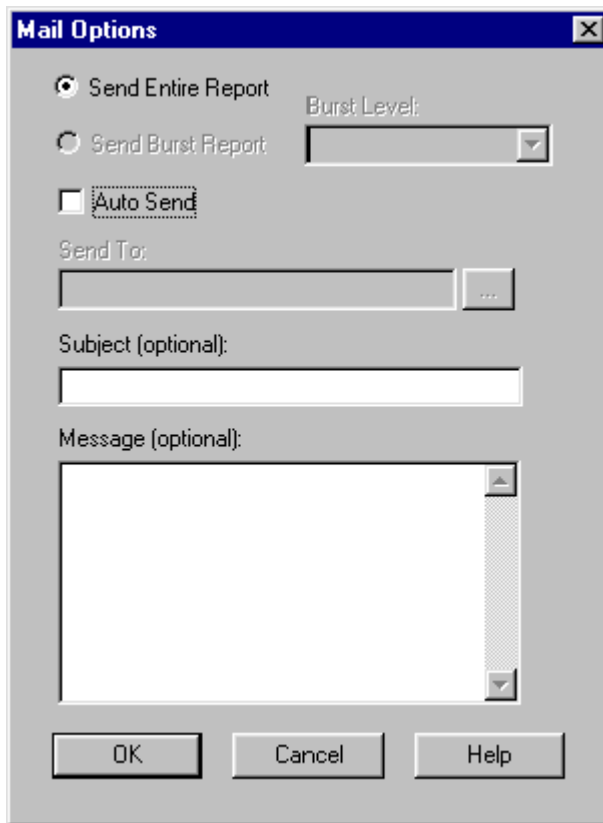 Mail Options
Send Entire Report
Burst Level:
Send Burst Report
Auto Send
Send To:
...
Subject (optional):
Message (optional):
OK Cancel Help